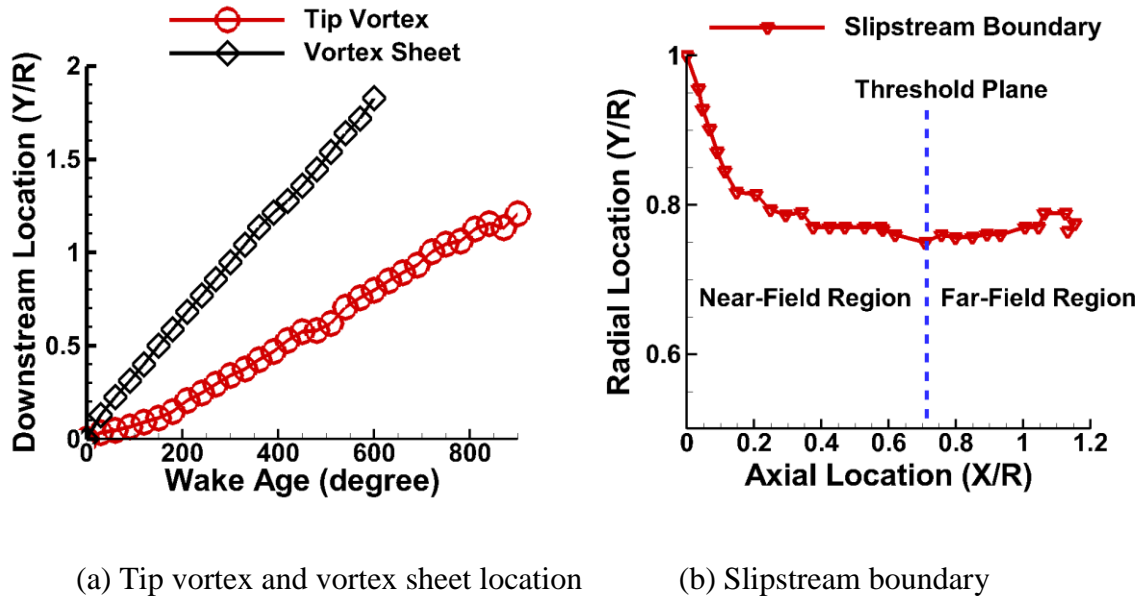 Tip Vortex
Vortex Sheet
Downstream Location (Y/R)
2
1.5
1
0.5
0
0 200 400 600 800
Wake Age (degree)
Slipstream Boundary
Threshold Plane
Near-Field Region
Far-Field Region
Radial Location (Y/R)
1
0.8
0.6
0 0.2 0.4 0.6 0.8 1 1.2
Axial Location (X/R)
(a) Tip vortex and vortex sheet location
(b) Slipstream boundary